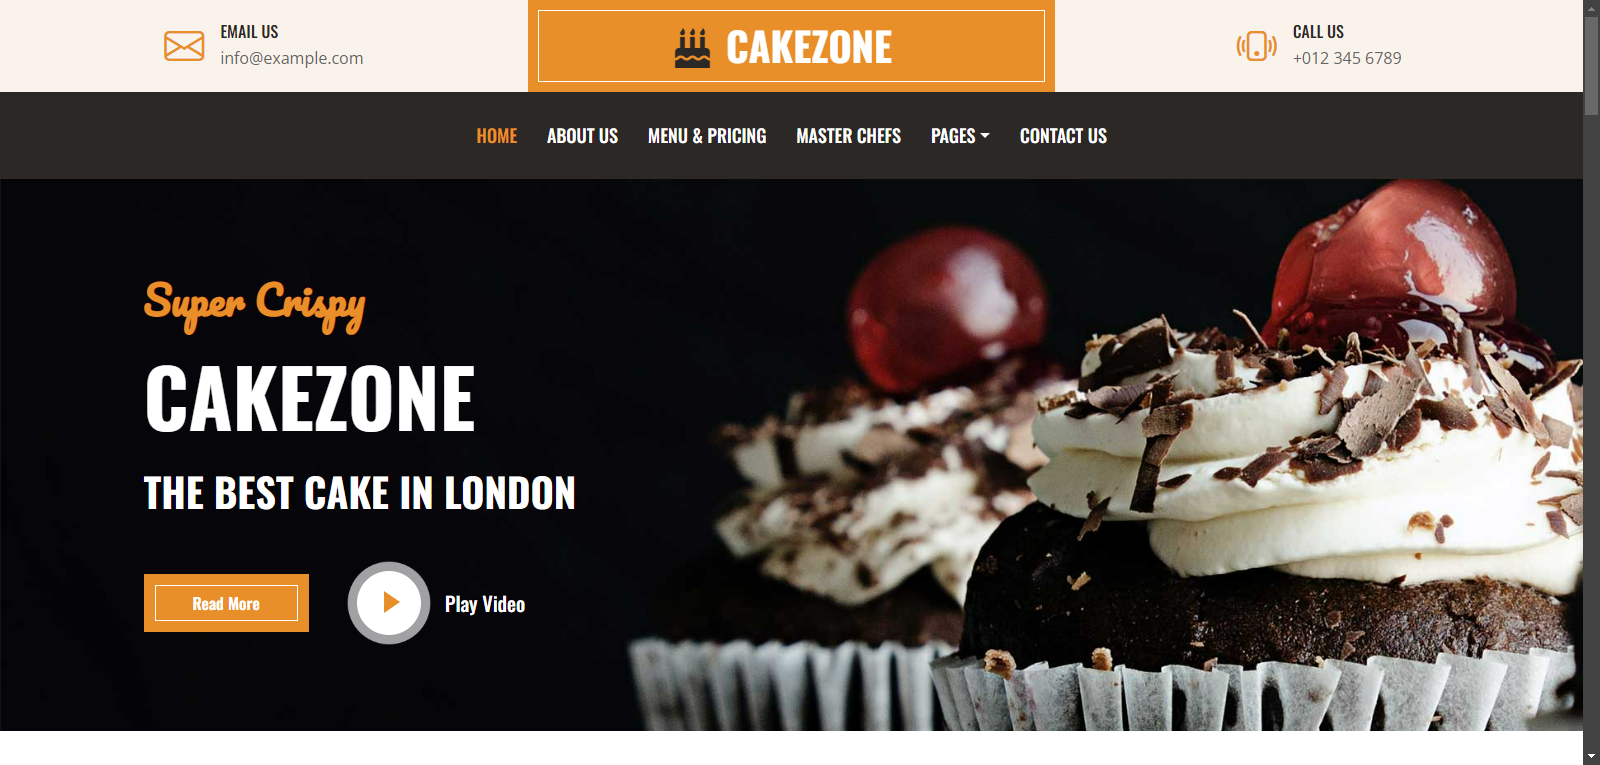 EMAIL US
info@example.com
CAKEZONE
CALL US
+012 345 6789
HOME ABOUT US MENU & PRICING MASTER CHEFS PAGES CONTACT US
Super Crispy
CAKEZONE
THE BEST CAKE IN LONDON
Read More Play Video